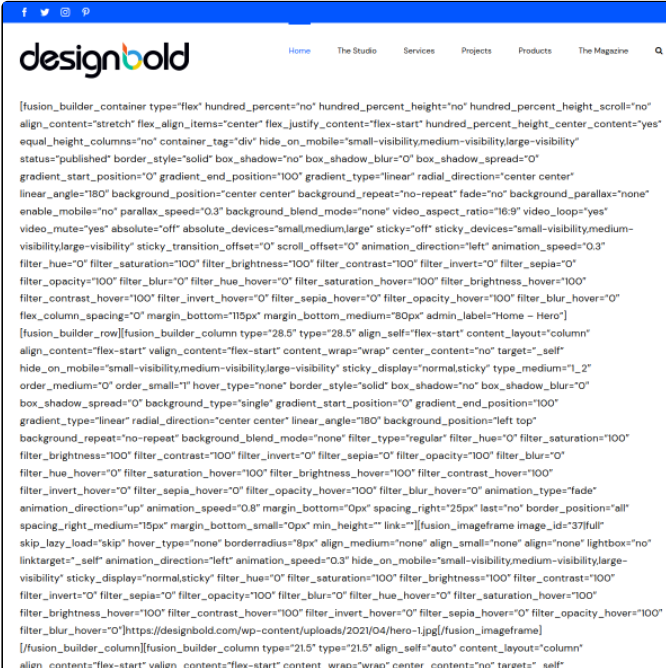 designbold
Home The Studio Services Projects Products The Magazine
[fusion_builder_container type="flex" hundred_percent="no" hundred_percent_height="no" hundred_percent_height_scroll="no"
align_content="stretch" flex_align_items="center" flex_justify_content="flex-start" hundred_percent_height_center_content="yes"
equal_height_columns="no" container_tag="div" hide_on_mobile="small-visibility,medium-visibility,large-visibility"
status="published" border_style="solid" box_shadow="no" box_shadow_blur="0" box_shadow_spread="0"
gradient_start_position="0" gradient_end_position="100" gradient_type="linear" radial_direction="center center"
linear_angle="180" background_position="center center" background_repeat="no-repeat" fade="no" background_parallax="none"
enable_mobile="no" parallax_speed="0.3" background_blend_mode="none" video_aspect_ratio="16:9" video_loop="yes"
video_mute="yes" absolute="off" absolute_devices="small,medium,large" sticky="off" sticky_devices="small-visibility,medium-
visibility,large-visibility" sticky_transition_offset="0" scroll_offset="0" animation_direction="left" animation_speed="0.3"
filter_hue="0" filter_saturation="100" filter_brightness="100" filter_contrast="100" filter_invert="0" filter_sepia="0"
filter_opacity="100" filter_blur="0" filter_hue_hover="0" filter_saturation_hover="100" filter_brightness_hover="100"
filter_contrast_hover="100" filter_invert_hover="0" filter_sepia_hover="0" filter_opacity_hover="100" filter_blur_hover="0"
flex_column_spacing="0" margin_bottom="115px" margin_bottom_medium="80px" admin_label="Home – Hero"]
[fusion_builder_row][fusion_builder_column type="28.5" type="28.5" align_self="flex-start" content_layout="column"
align_content="flex-start" valign_content="flex-start" content_wrap="wrap" center_content="no" target="_self"
hide_on_mobile="small-visibility,medium-visibility,large-visibility" sticky_display="normal,sticky" type_medium="1_2"
order_medium="0" order_small="1" hover_type="none" border_style="solid" box_shadow="no" box_shadow_blur="0"
box_shadow_spread="0" background_type="single" gradient_start_position="0" gradient_end_position="100"
gradient_type="linear" radial_direction="center center" linear_angle="180" background_position="left top"
background_repeat="no-repeat" background_blend_mode="none" filter_type="regular" filter_hue="0" filter_saturation="100"
filter_brightness="100" filter_contrast="100" filter_invert="0" filter_sepia="0" filter_opacity="100" filter_blur="0"
filter_hue_hover="0" filter_saturation_hover="100" filter_brightness_hover="100" filter_contrast_hover="100"
filter_invert_hover="0" filter_sepia_hover="0" filter_opacity_hover="100" filter_blur_hover="0" animation_type="fade"
animation_direction="up" animation_speed="0.8" margin_bottom="0px" spacing_right="25px" last="no" border_position="all"
spacing_right_medium="15px" margin_bottom_small="0px" min_height="" link=""][fusion_imageframe image_id="37|full"
skip_lazy_load="skip" hover_type="none" borderradius="8px" align_medium="none" align_small="none" align="none" lightbox="no"
linktarget="_self" animation_direction="left" animation_speed="0.3" hide_on_mobile="small-visibility,medium-visibility,large-
visibility" sticky_display="normal,sticky" filter_hue="0" filter_saturation="100" filter_brightness="100" filter_contrast="100"
filter_invert="0" filter_sepia="0" filter_opacity="100" filter_blur="0" filter_hue_hover="0" filter_saturation_hover="100"
filter_brightness_hover="100" filter_contrast_hover="100" filter_invert_hover="0" filter_sepia_hover="0" filter_opacity_hover="100"
filter_blur_hover="0"]https://designbold.com/wp-content/uploads/2021/04/hero-1.jpg[/fusion_imageframe]
[/fusion_builder_column][fusion_builder_column type="21.5" type="21.5" align_self="auto" content_layout="column"
align_content="flex-start" valign_content="flex-start" content_wrap="wrap" center_content="no" target="_self"